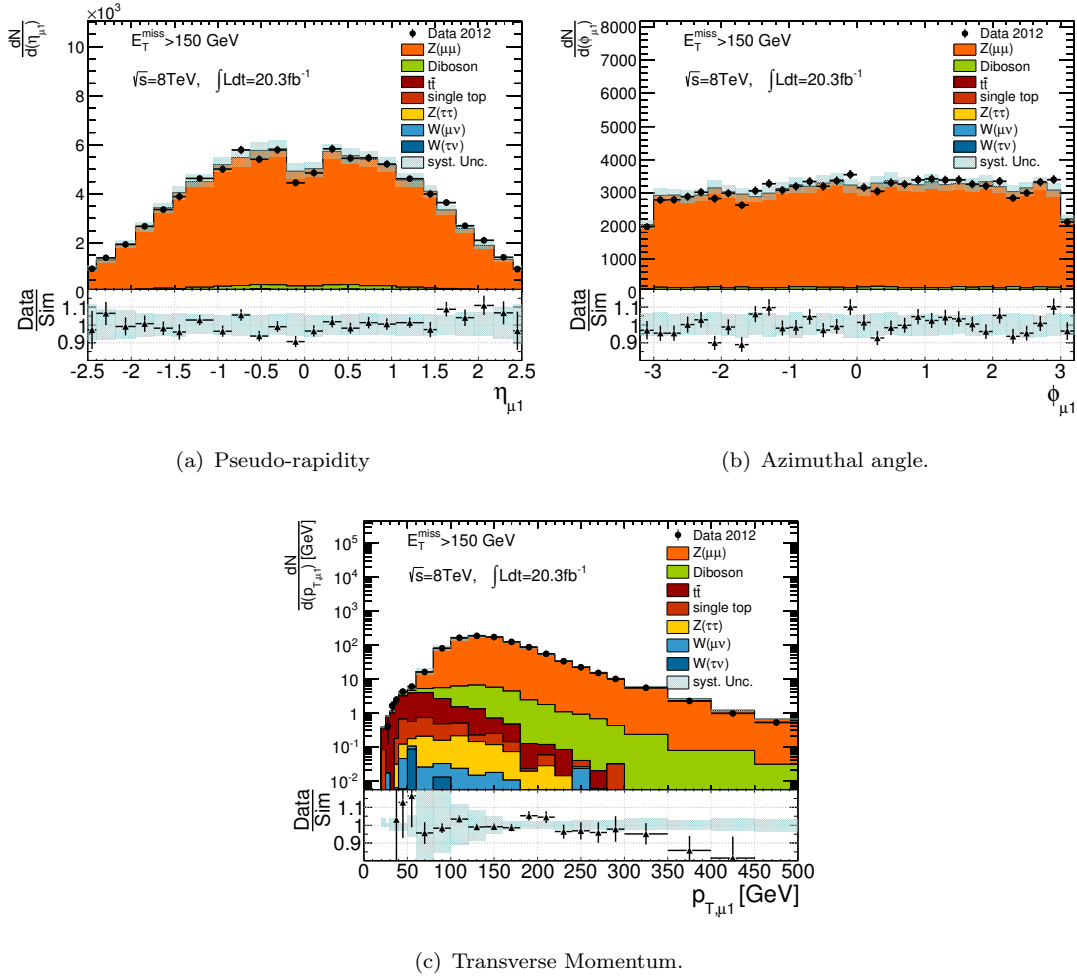 ×10³
dN
d(η_μ1)
E_T^miss>150 GeV
√s=8TeV, ∫Ldt=20.3fb⁻¹
Data 2012
Z(μμ)
Diboson
tt̄
single top
Z(ττ)
W(μν)
W(τν)
syst. Unc.
10
8
6
4
2
0
Data
Sim
1.1
1
0.9
-2.5 -2 -1.5 -1 -0.5 0 0.5 1 1.5 2 2.5
η_μ1
(a) Pseudo-rapidity
dN
d(φ_μ1)
E_T^miss>150 GeV
√s=8TeV, ∫Ldt=20.3fb⁻¹
Data 2012
Z(μμ)
Diboson
tt̄
single top
Z(ττ)
W(μν)
W(τν)
syst. Unc.
8000
7000
6000
5000
4000
3000
2000
1000
0
Data
Sim
1.1
1
0.9
-3 -2 -1 0 1 2 3
φ_μ1
(b) Azimuthal angle.
dN
d(p_T,μ1) [GeV]
E_T^miss>150 GeV
√s=8TeV, ∫Ldt=20.3fb⁻¹
Data 2012
Z(μμ)
Diboson
tt̄
single top
Z(ττ)
W(μν)
W(τν)
syst. Unc.
10⁵
10⁴
10³
10²
10
1
10⁻¹
10⁻²
Data
Sim
1.1
1
0.9
0 50 100 150 200 250 300 350 400 450 500
p_T,μ1 [GeV]
(c) Transverse Momentum.